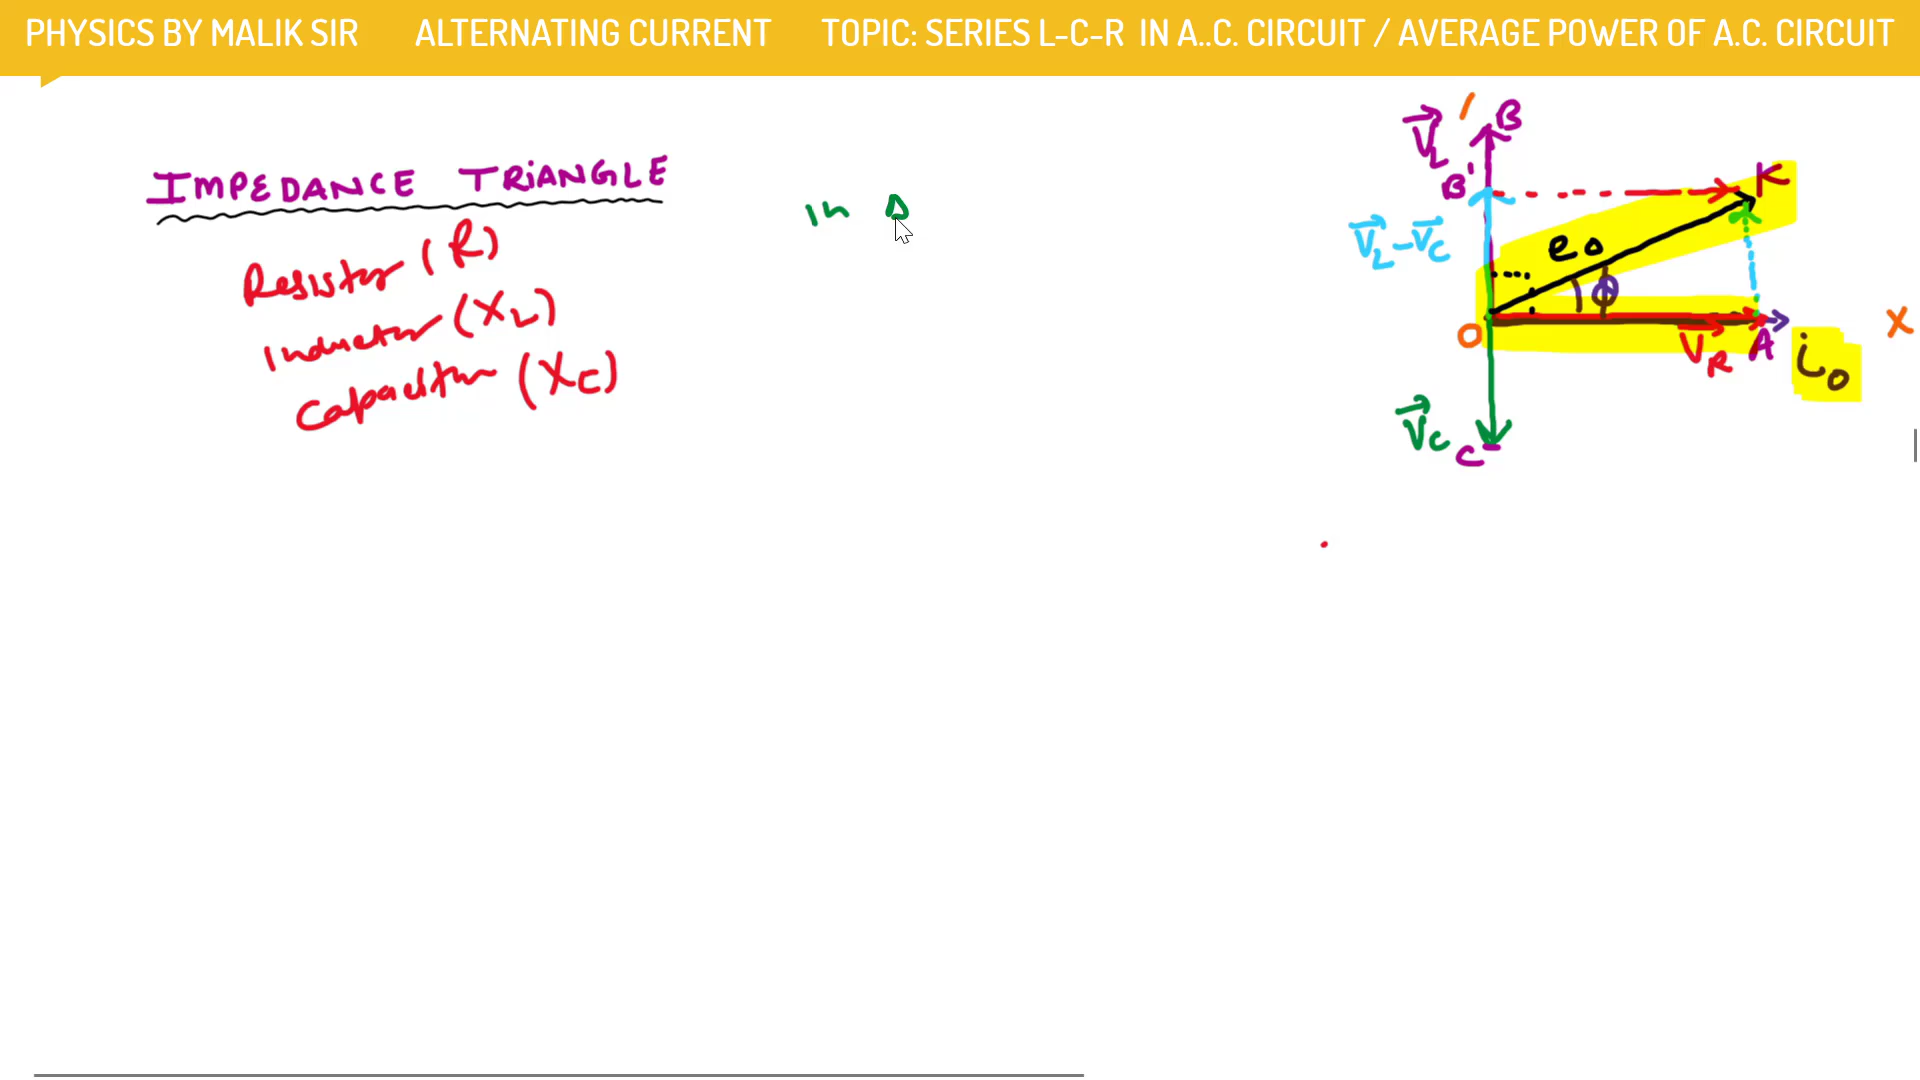 PHYSICS BY MALIK SIR ALTERNATING CURRENT TOPIC: SERIES L-C-R IN A..C. CIRCUIT / AVERAGE POWER OF A.C. CIRCUIT
IMPEDANCE TRIANGLE
Resistor (R)
Inductor (XL)
Capacitor (XC)
In Δ
VL
B
B'
K
VL-VC
e0
ϕ
O
VR
A
i0
X
VC
C